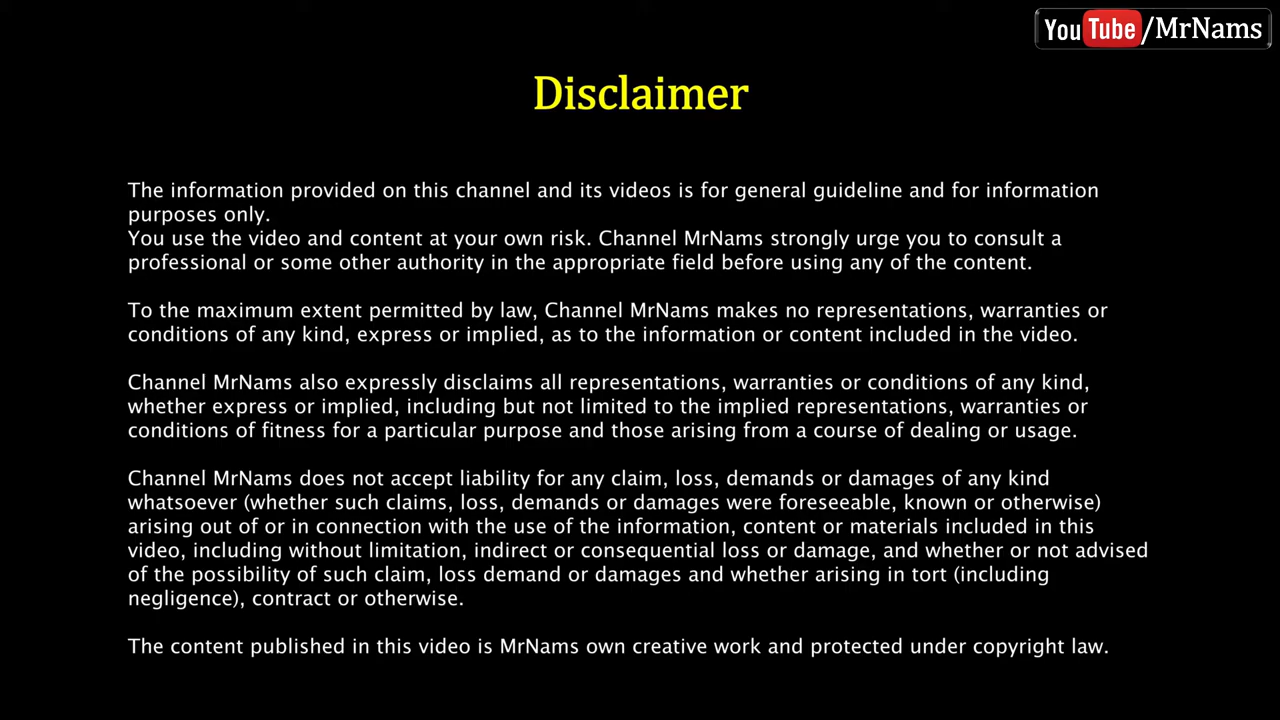 YouTube/MrNams
Disclaimer
The information provided on this channel and its videos is for general guideline and for information
purposes only.
You use the video and content at your own risk. Channel MrNams strongly urge you to consult a
professional or some other authority in the appropriate field before using any of the content.
To the maximum extent permitted by law, Channel MrNams makes no representations, warranties or
conditions of any kind, express or implied, as to the information or content included in the video.
Channel MrNams also expressly disclaims all representations, warranties or conditions of any kind,
whether express or implied, including but not limited to the implied representations, warranties or
conditions of fitness for a particular purpose and those arising from a course of dealing or usage.
Channel MrNams does not accept liability for any claim, loss, demands or damages of any kind
whatsoever (whether such claims, loss, demands or damages were foreseeable, known or otherwise)
arising out of or in connection with the use of the information, content or materials included in this
video, including without limitation, indirect or consequential loss or damage, and whether or not advised
of the possibility of such claim, loss demand or damages and whether arising in tort (including
negligence), contract or otherwise.
The content published in this video is MrNams own creative work and protected under copyright law.